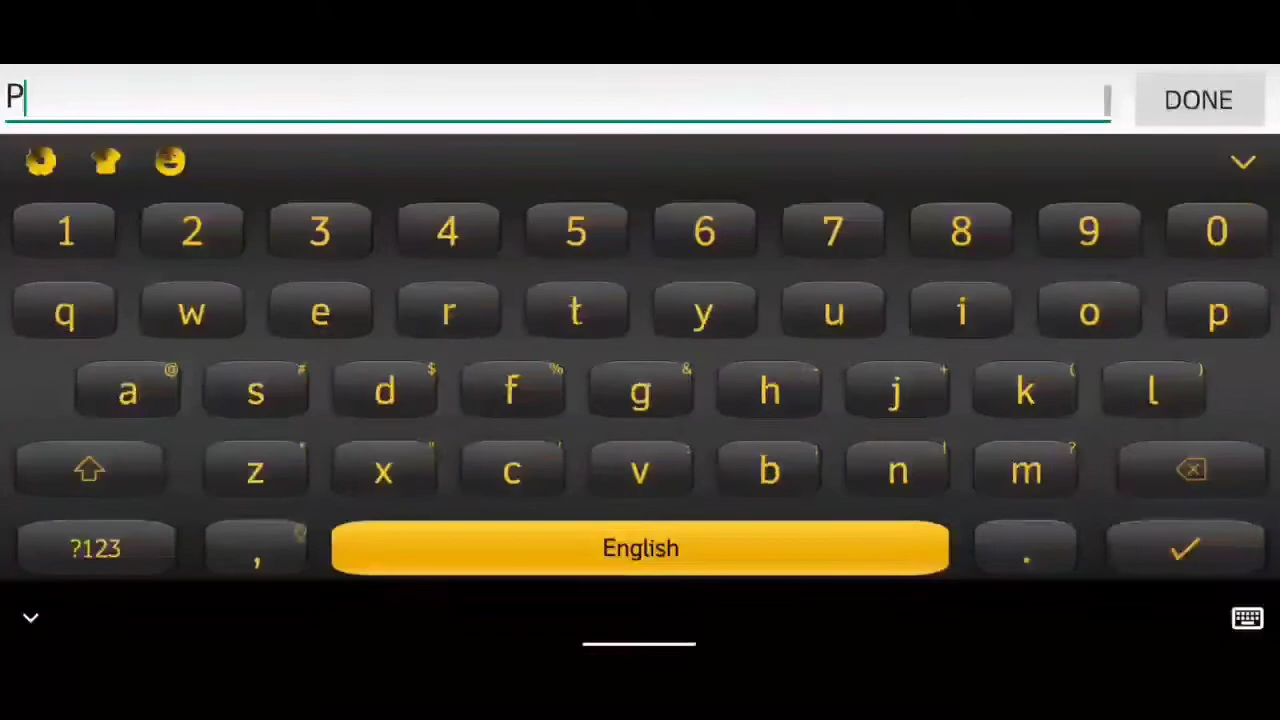 P
DONE
1 2 3 4 5 6 7 8 9 0
q w e r t y u i o p
a @ s # d $ f % g & h - j + k ( l )
z x c v b n ! m ?
?123 , English .